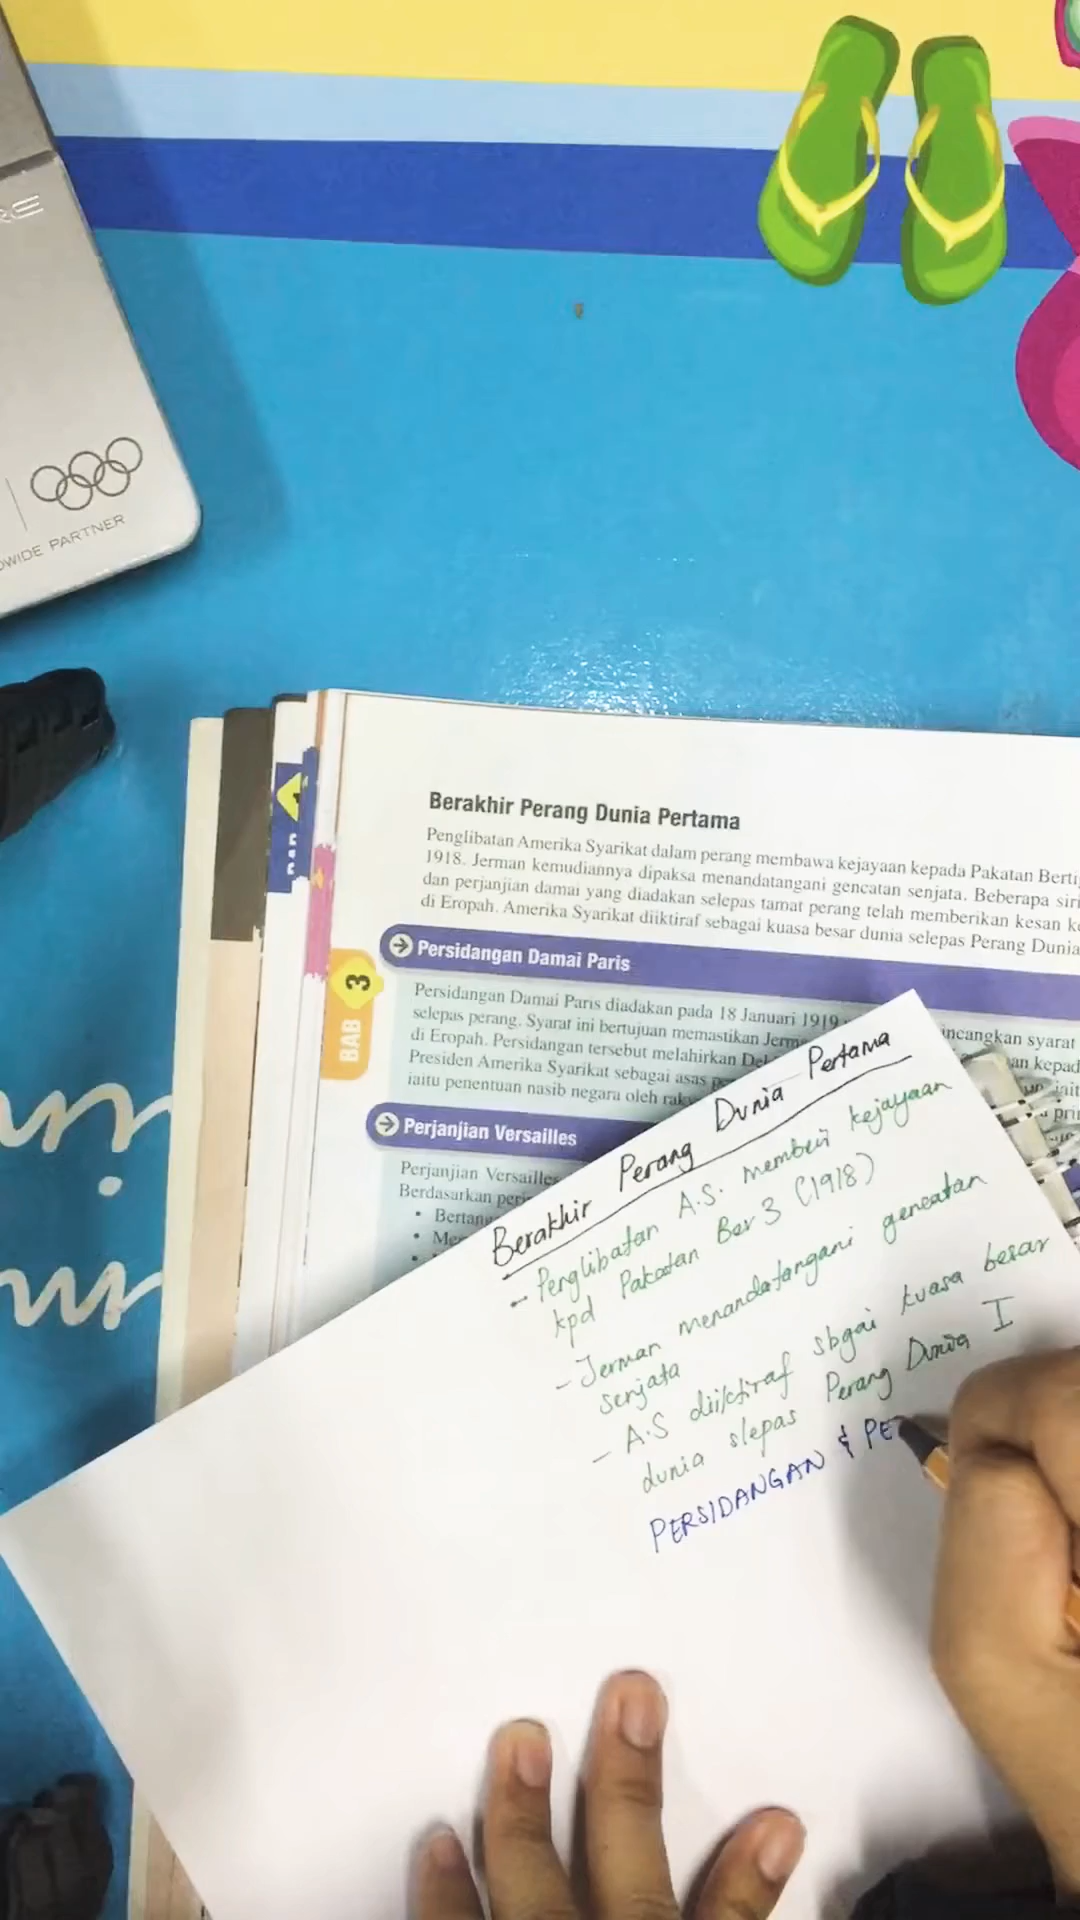 WIDE PARTNER
Berakhir Perang Dunia Pertama
Penglibatan Amerika Syarikat dalam perang membawa kejayaan kepada Pakatan
1918. Jerman kemudiannya dipaksa menandatangani gencatan senjata. Beberapa siri
dan perjanjian damai yang diadakan selepas tamat perang telah memberikan kesan
di Eropah. Amerika Syarikat diiktiraf sebagai kuasa besar dunia selepas Perang Dunia
Persidangan Damai Paris
Persidangan Damai Paris diadakan pada 18 Januari 1919
selepas perang. Syarat ini bertujuan memastikan
di Eropah. Persidangan tersebut melahirkan
Presiden Amerika Syarikat sebagai asas
iaitu penentuan nasib negara oleh
syarat
BAB 3
Perjanjian Versailles
Perjanjian Versailles
Berdasarkan
Berakhir Perang Dunia Pertama
- Penglibatan A.S. memberi kejayaan
kpd Pakatan Ber 3 (1918)
- Jerman menandatangani gencatan
senjata
- A.S diiktiraf sbgai kuasa besar
dunia slepas Perang Dunia I
PERSIDANGAN & PE